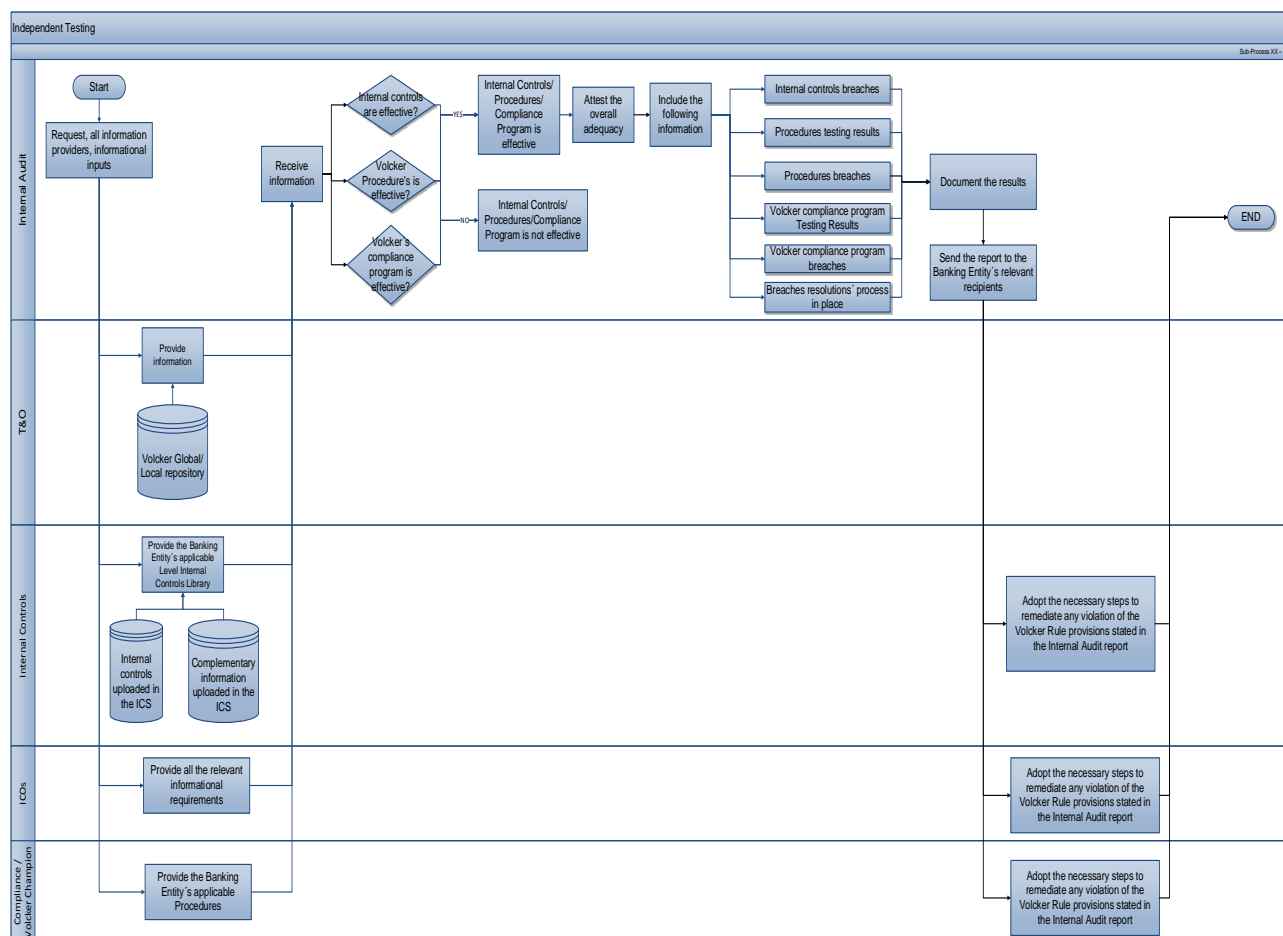 Independent Testing
Sub-Process XX –
Internal Audit
Start
Request, all information
providers, informational
inputs
Receive
information
Internal controls
are effective?
Volcker
Procedure's is
effective?
Volcker´s
compliance
program is
effective?
YES
NO
Internal Controls/
Procedures/
Compliance
Program is
effective
Internal Controls/
Procedures/Compliance
Program is not effective
Attest the
overall
adequacy
Include the
following
information
Internal controls breaches
Procedures testing results
Procedures breaches
Volcker compliance program
Testing Results
Volcker compliance program
breaches
Breaches resolutions´ process
in place
Document the results
Send the report to the
Banking Entity´s relevant
recipients
END
T&O
Provide
information
Volcker Global/
Local repository
Internal Controls
Provide the Banking
Entity´s applicable
Level Internal
Controls Library
Internal
controls
uploaded in
the ICS
Complementary
information
uploaded in the
ICS
Adopt the necessary steps to
remediate any violation of the
Volcker Rule provisions stated in
the Internal Audit report
ICOs
Provide all the relevant
informational
requirements
Adopt the necessary steps to
remediate any violation of the
Volcker Rule provisions stated in
the Internal Audit report
Compliance /
Volcker Champion
Provide the Banking
Entity´s applicable
Procedures
Adopt the necessary steps to
remediate any violation of the
Volcker Rule provisions stated in
the Internal Audit report